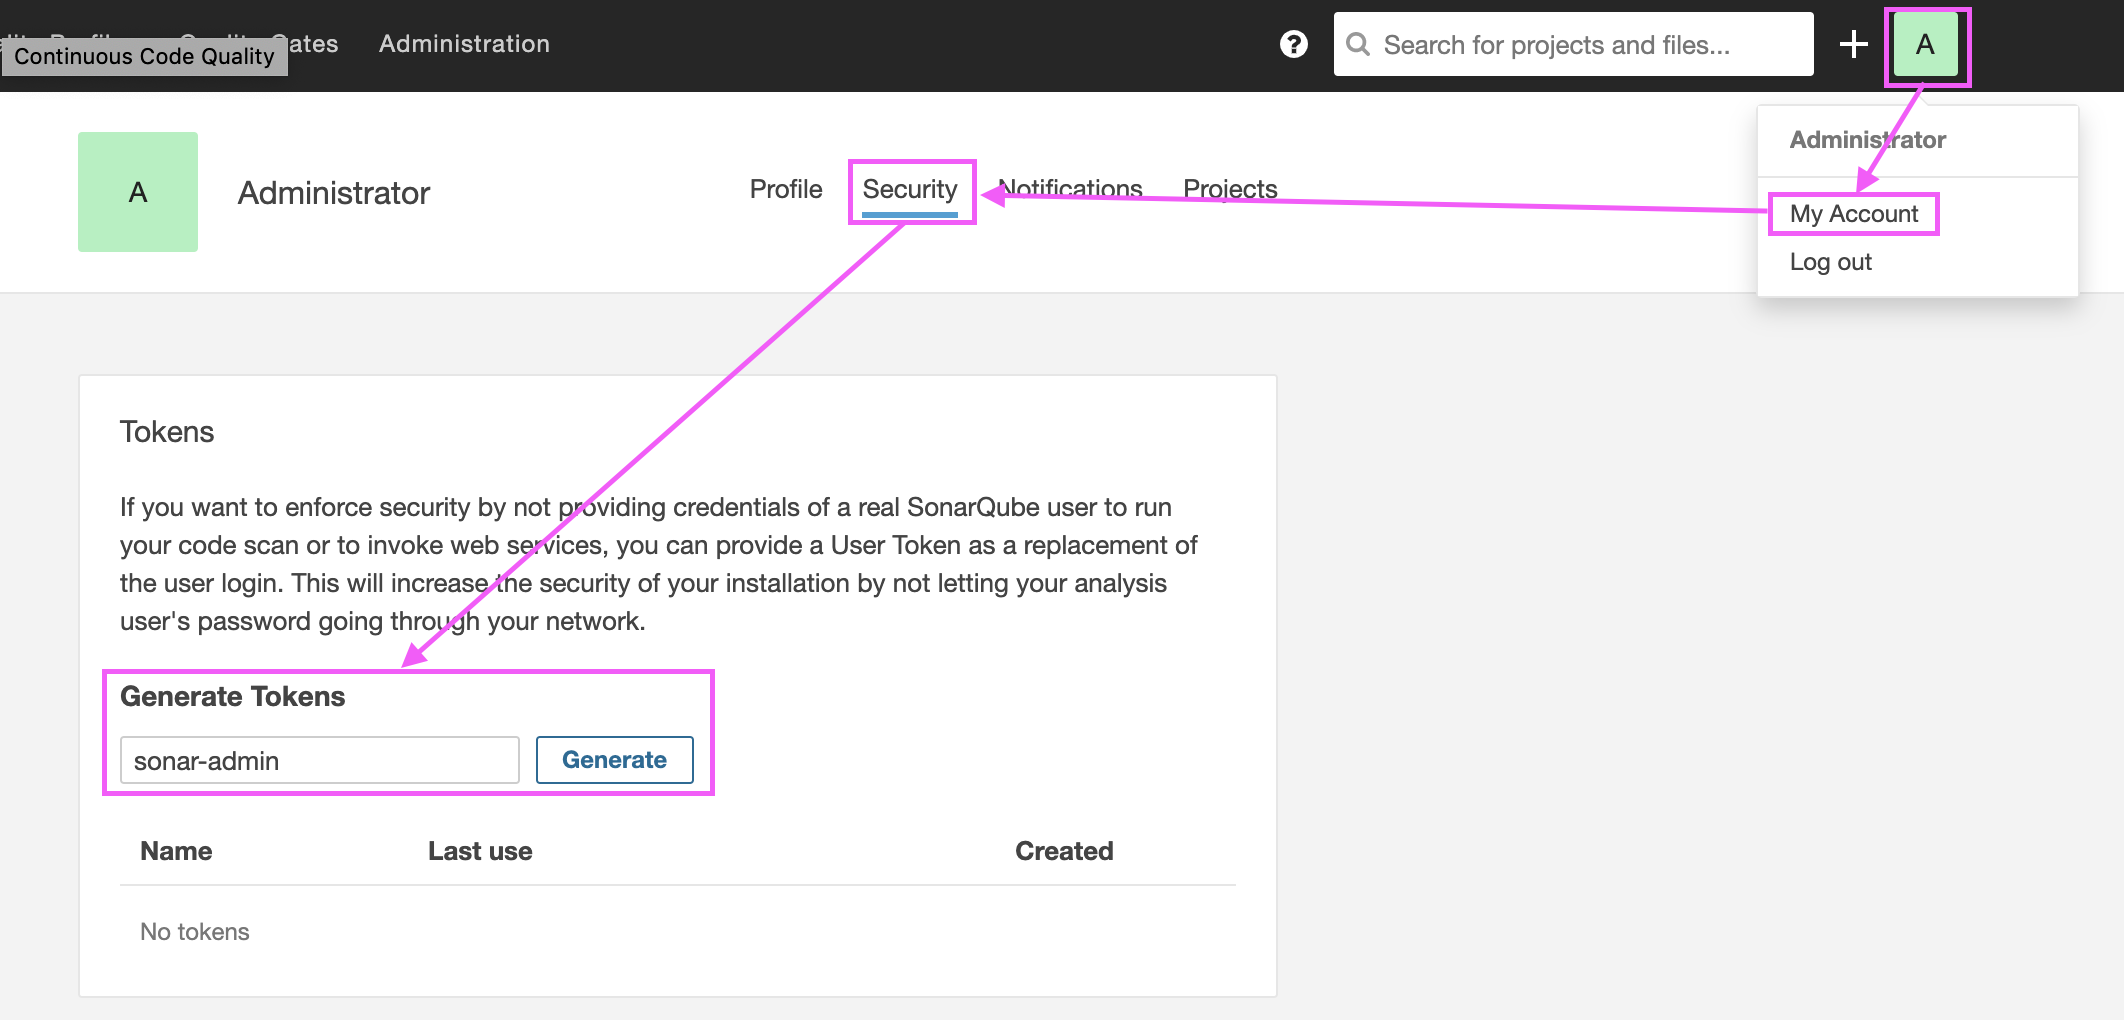 Gates Administration
Continuous Code Quality
Search for projects and files...
A
Administrator
My Account
Log out
A
Administrator
Profile Security Notifications Projects
Tokens
If you want to enforce security by not providing credentials of a real SonarQube user to run
your code scan or to invoke web services, you can provide a User Token as a replacement of
the user login. This will increase the security of your installation by not letting your analysis
user's password going through your network.
Generate Tokens
sonar-admin Generate
Name Last use Created
No tokens